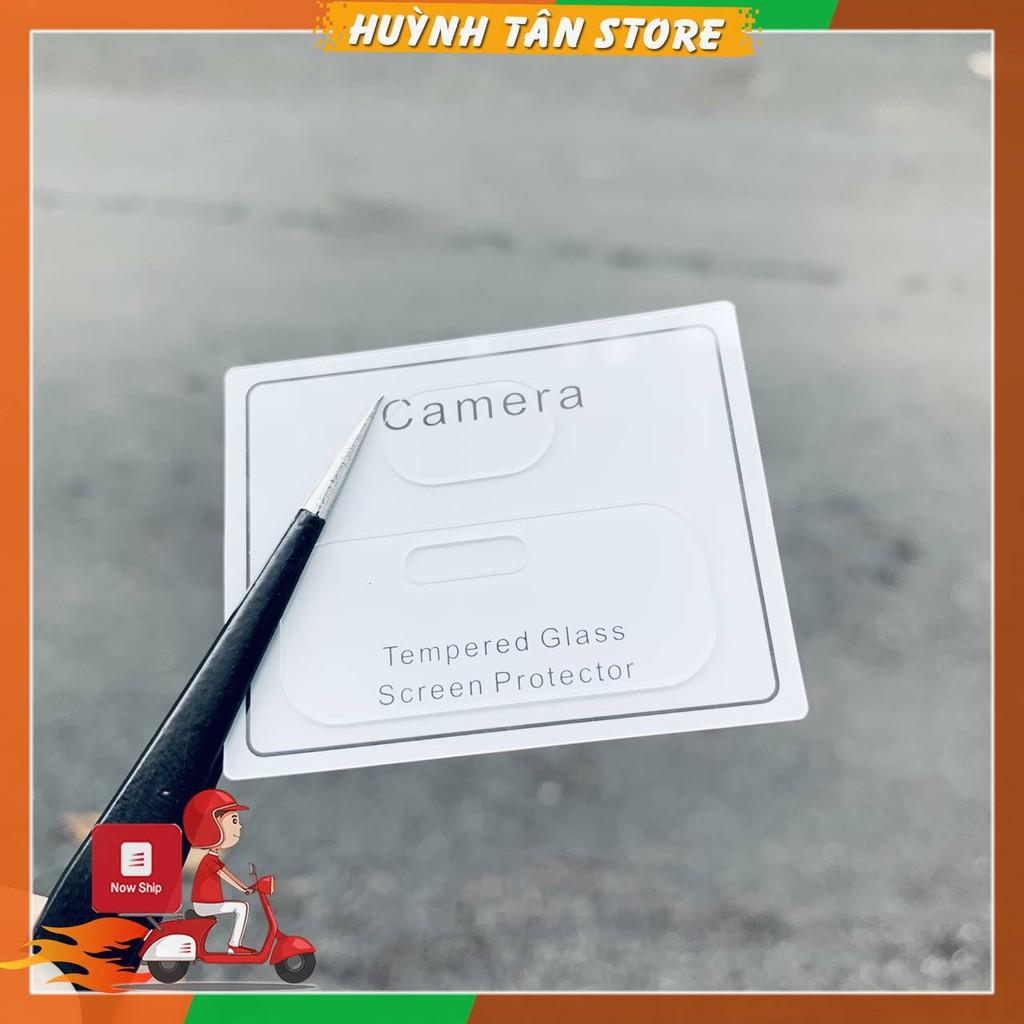 HUỲNH TÂN STORE
Camera
Tempered Glass
Screen Protector
Now Ship